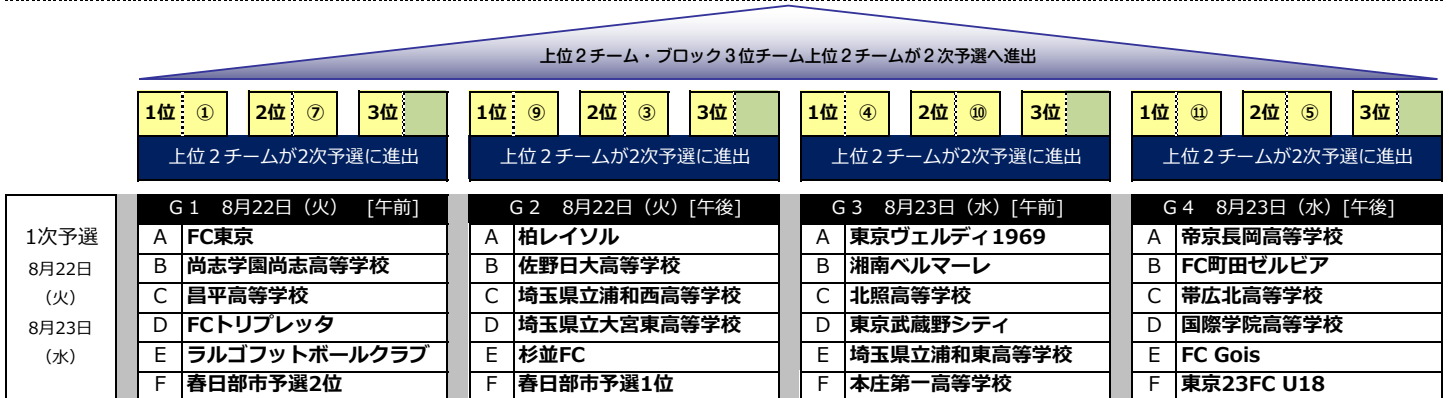 上位２チーム・ブロック３位チーム上位２チームが２次予選へ進出
1位 ① 2位 ⑦ 3位 1位 ⑨ 2位 ③ 3位 1位 ④ 2位 ⑩ 3位 1位 ⑪ 2位 ⑤ 3位
上位２チームが2次予選に進出 上位２チームが2次予選に進出 上位２チームが2次予選に進出 上位２チームが2次予選に進出
G１ 8月22日（火） [午前] G２ 8月22日（火）[午後] G３ 8月23日（水）[午前] G４ 8月23日（水）[午後]
1次予選 A FC東京 A 柏レイソル A 東京ヴェルディ1969 A 帝京長岡高等学校
8月22日 B 尚志学園尚志高等学校 B 佐野日大高等学校 B 湘南ベルマーレ B FC町田ゼルビア
（火） C 昌平高等学校 C 埼玉県立浦和西高等学校 C 北照高等学校 C 帯広北高等学校
8月23日 D FCトリプレッタ D 埼玉県立大宮東高等学校 D 東京武蔵野シティ D 国際学院高等学校
（水） E ラルゴフットボールクラブ E 杉並FC E 埼玉県立浦和東高等学校 E FC Gois
F 春日部市予選2位 F 春日部市予選1位 F 本庄第一高等学校 F 東京23FC U18